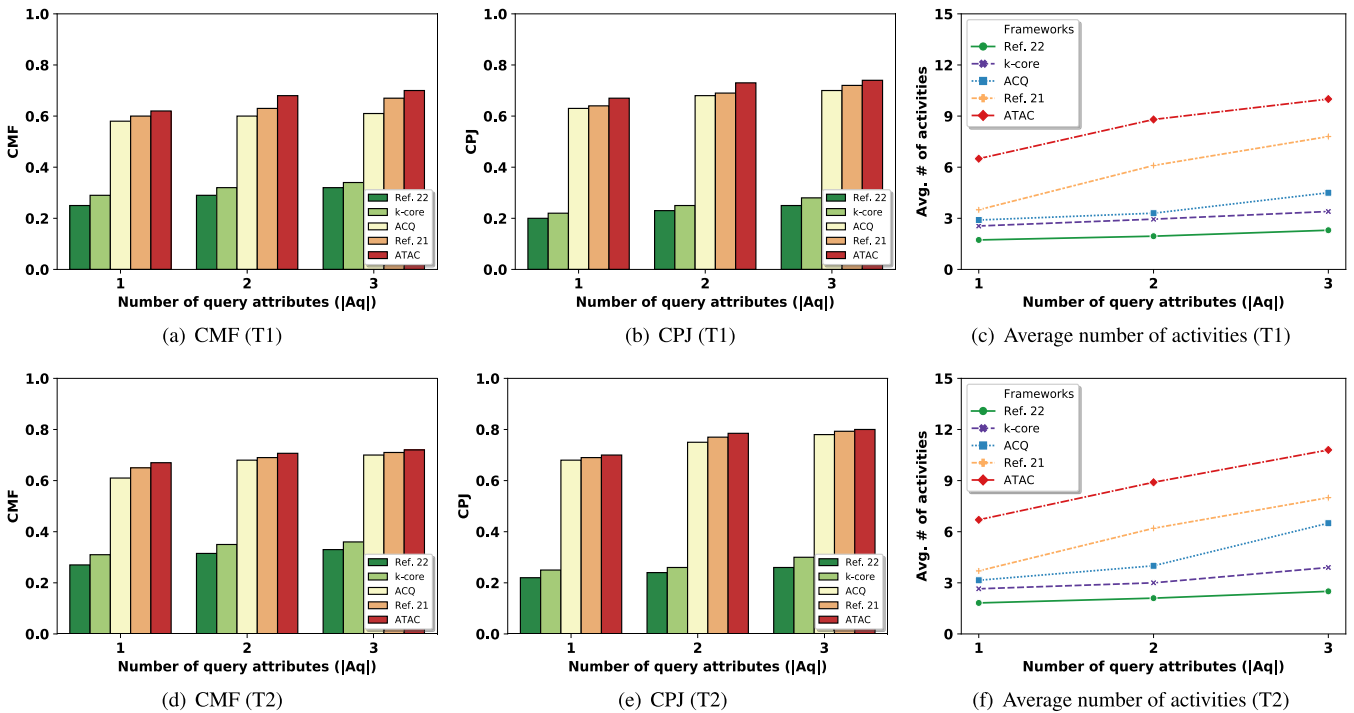 1.0
0.8
0.6
0.4
0.2
0.0
CMF
1 2 3
Number of query attributes (|Aq|)
Ref. 22
k-core
ACQ
Ref. 21
ATAC
(a) CMF (T1)
1.0
0.8
0.6
0.4
0.2
0.0
CPJ
1 2 3
Number of query attributes (|Aq|)
Ref. 22
k-core
ACQ
Ref. 21
ATAC
(b) CPJ (T1)
15
12
9
6
3
0
Avg. # of activities
Frameworks
Ref. 22
k-core
ACQ
Ref. 21
ATAC
1 2 3
Number of query attributes (|Aq|)
(c) Average number of activities (T1)
1.0
0.8
0.6
0.4
0.2
0.0
CMF
1 2 3
Number of query attributes (|Aq|)
Ref. 22
k-core
ACQ
Ref. 21
ATAC
(d) CMF (T2)
1.0
0.8
0.6
0.4
0.2
0.0
CPJ
1 2 3
Number of query attributes (|Aq|)
Ref. 22
k-core
ACQ
Ref. 21
ATAC
(e) CPJ (T2)
15
12
9
6
3
0
Avg. # of activities
Frameworks
Ref. 22
k-core
ACQ
Ref. 21
ATAC
1 2 3
Number of query attributes (|Aq|)
(f) Average number of activities (T2)